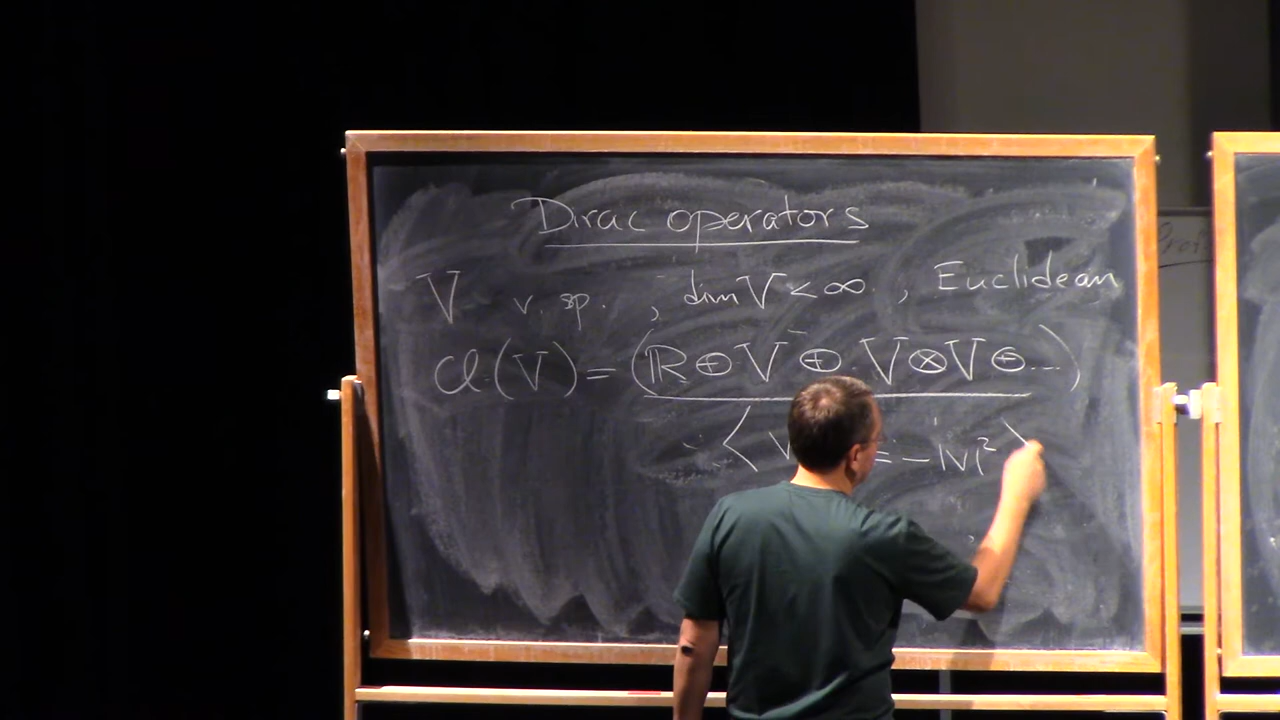 Dirac operators
V v. sp. , dim V < ∞ , Euclidean
Cl(V) = (ℝ ⊕ V ⊕ V ⊗ V ⊕ ...)
⟨ v = -|v|² ⟩